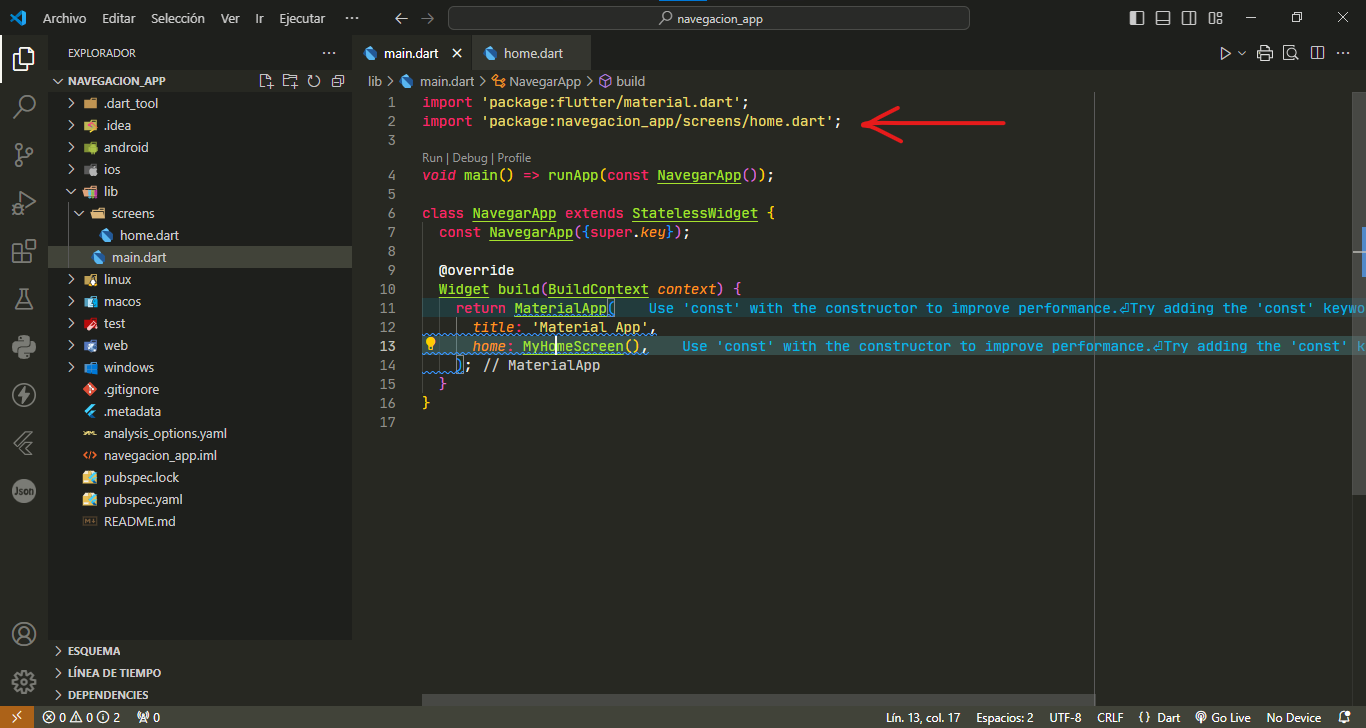 Archivo Editar Selección Ver Ir Ejecutar ··· navegacion_app
EXPLORADOR ···
NAVEGACION_APP
.dart_tool
.idea
android
ios
lib
screens
home.dart
main.dart
linux
macos
test
web
windows
.gitignore
.metadata
analysis_options.yaml
navegacion_app.iml
pubspec.lock
pubspec.yaml
README.md
ESQUEMA
LÍNEA DE TIEMPO
DEPENDENCIES
Json
main.dart home.dart
lib > main.dart > NavegarApp > build
1 import 'package:flutter/material.dart';
2 import 'package:navegacion_app/screens/home.dart';
3
Run | Debug | Profile
4 void main() => runApp(const NavegarApp());
5
6 class NavegarApp extends StatelessWidget {
7 const NavegarApp({super.key});
8
9 @override
10 Widget build(BuildContext context) {
11 return MaterialApp( Use 'const' with the constructor to improve performance.⏎Try adding the 'const' keywo
12 title: 'Material App',
13 home: MyHomeScreen(), Use 'const' with the constructor to improve performance.⏎Try adding the 'const' k
14 ); // MaterialApp
15 }
16 }
17
0 0 2 0 Lín. 13, col. 17 Espacios: 2 UTF-8 CRLF {} Dart Go Live No Device